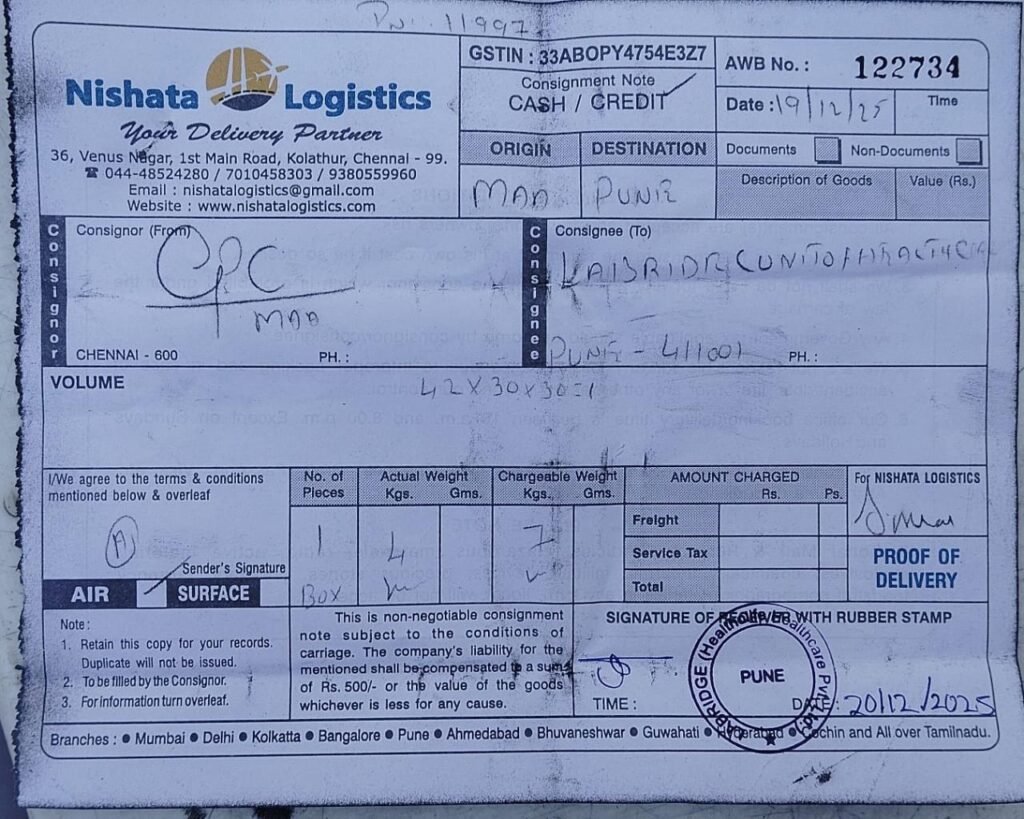 PN: 11997
Nishata Logistics
Your Delivery Partner
36, Venus Nagar, 1st Main Road, Kolathur, Chennai - 99.
☎ 044-48524280 / 7010458303 / 9380559960
Email : nishatalogistics@gmail.com
Website : www.nishatalogistics.com
GSTIN : 33ABOPY4754E3Z7
Consignment Note
CASH / CREDIT
AWB No. : 122734
Date : 19/12/25
Time
ORIGIN
DESTINATION
MAA
PUNE
Documents
Non-Documents
Description of Goods
Value (Rs.)
Consignor
Consignor (From)
CPC
MAA
CHENNAI - 600
PH. :
Consignee
Consignee (To)
PUNE - 411001
PH. :
VOLUME
42 X 30 X 30 = 1
I/We agree to the terms & conditions
mentioned below & overleaf
A
Sender's Signature
AIR
SURFACE
No. of
Pieces
1
Box
Actual Weight
Kgs. Gms.
4
Chargeable Weight
Kgs. Gms.
7
AMOUNT CHARGED
Rs. Ps.
Freight
Service Tax
Total
For NISHATA LOGISTICS
PROOF OF
DELIVERY
Note :
1. Retain this copy for your records.
Duplicate will not be issued.
2. To be filled by the Consignor.
3. For information turn overleaf.
This is non-negotiable consignment
note subject to the conditions of
carriage. The company's liability for the
mentioned shall be compensated to a sum
of Rs. 500/- or the value of the goods
whichever is less for any cause.
SIGNATURE OF RECEIVER WITH RUBBER STAMP
PUNE
TIME :
DATE : 20/12/2025
Branches : ● Mumbai ● Delhi ● Kolkatta ● Bangalore ● Pune ● Ahmedabad ● Bhuvaneshwar ● Guwahati ● Hyderabad ● Cochin and All over Tamilnadu.